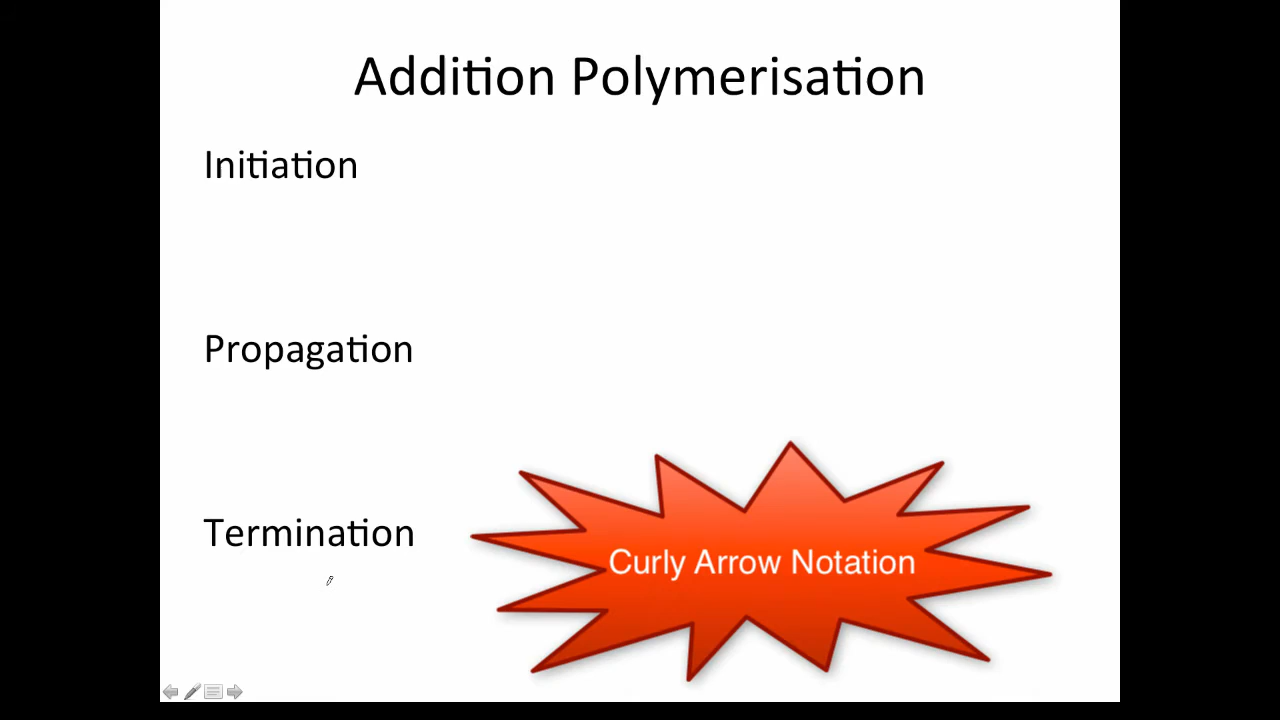 Addition Polymerisation
Initiation
Propagation
Termination
Curly Arrow Notation